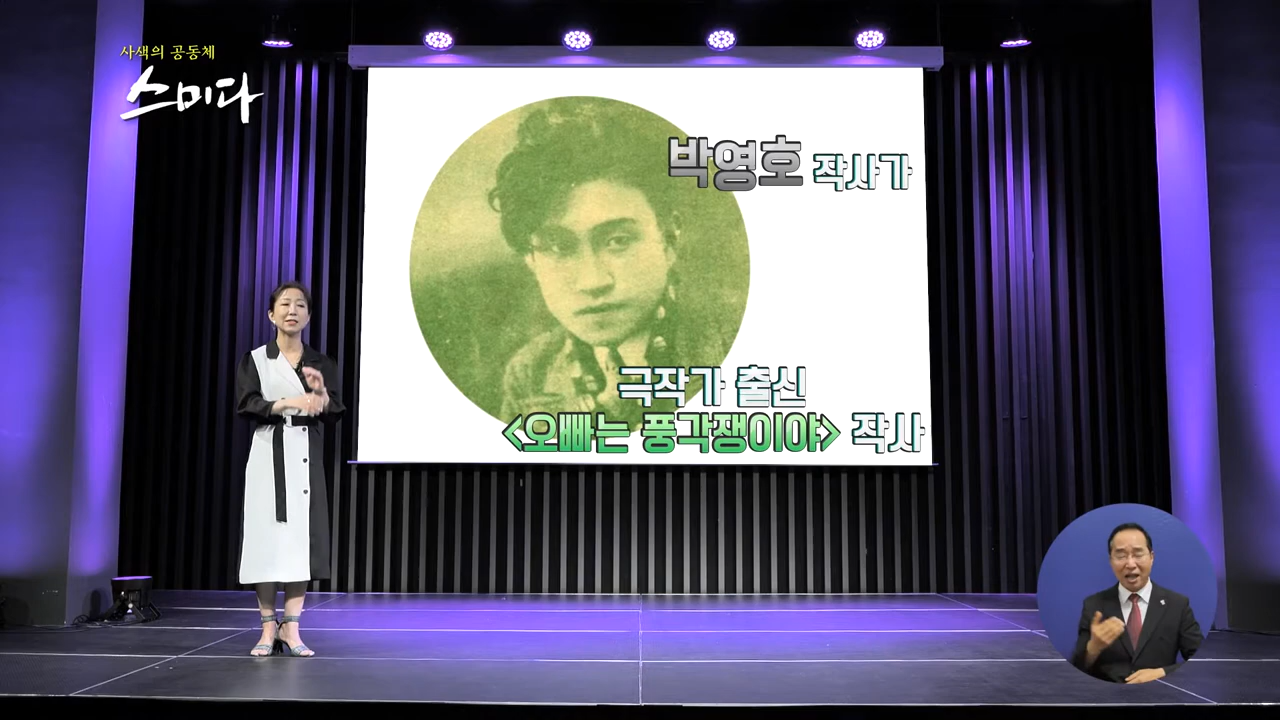 사색의 공동체
스미다
박영호 작사가
극작가 출신
<오빠는 풍각쟁이야> 작사